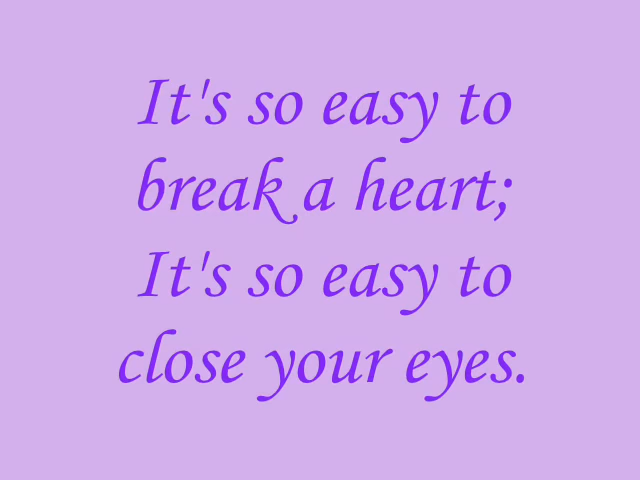 It's so easy to
break a heart;
It's so easy to
close your eyes.